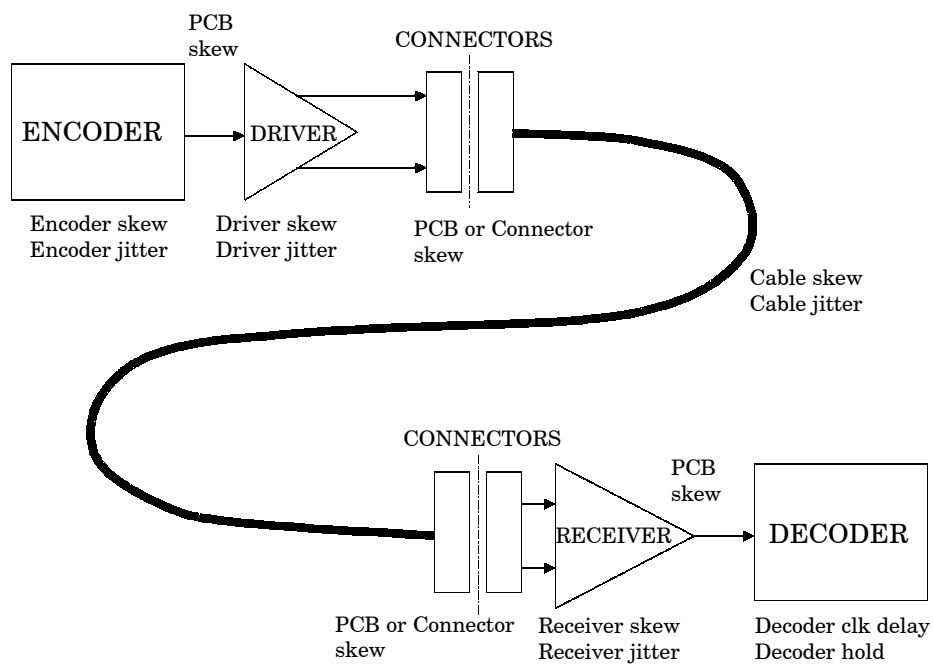 PCB
skew
CONNECTORS
ENCODER
DRIVER
Encoder skew
Encoder jitter
Driver skew
Driver jitter
PCB or Connector
skew
Cable skew
Cable jitter
CONNECTORS
PCB
skew
RECEIVER
DECODER
PCB or Connector
skew
Receiver skew
Receiver jitter
Decoder clk delay
Decoder hold